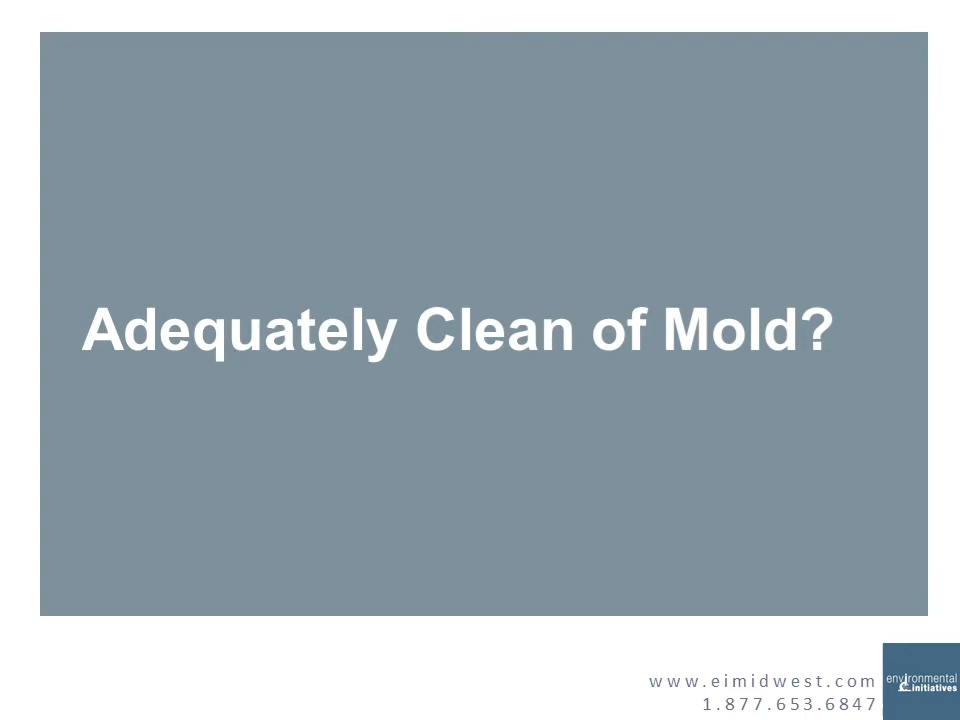 Adequately Clean of Mold?
www.eimidwest.com
1.877.653.6847
environmental
initiatives